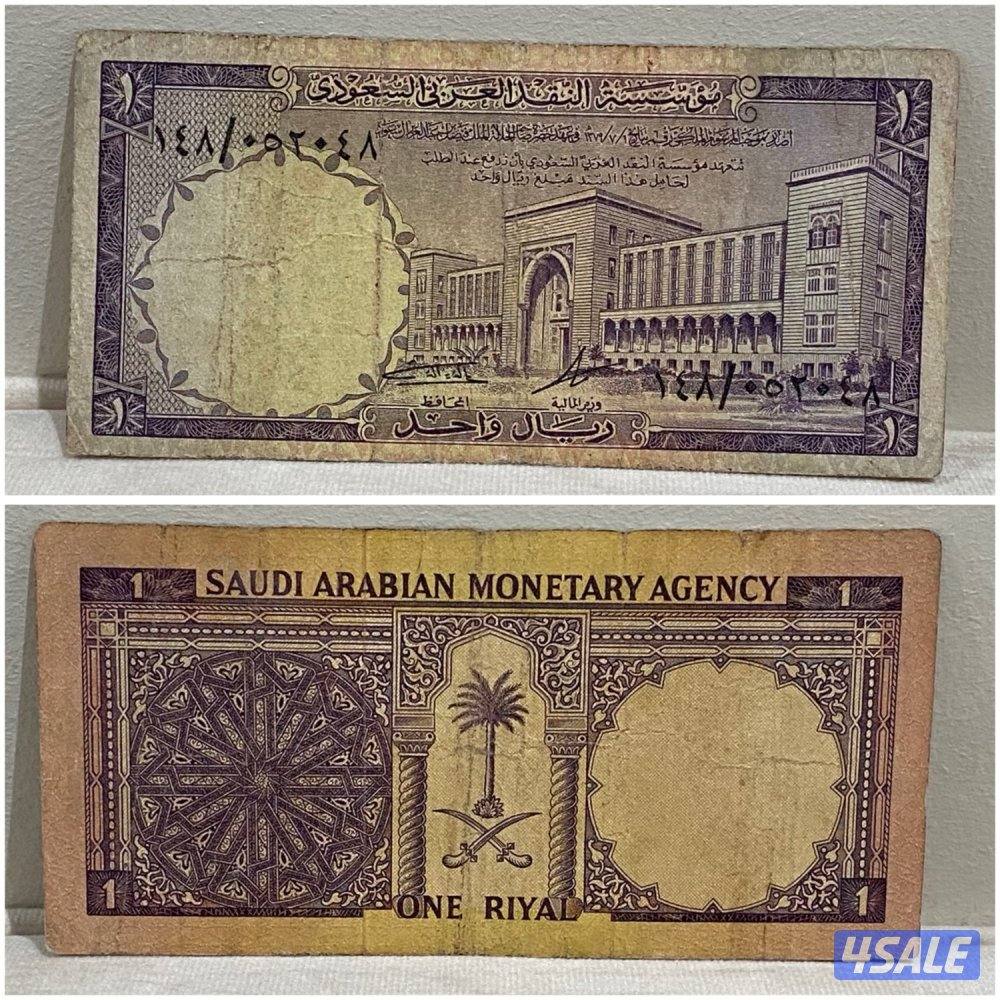 ١
مؤسسة النقد العربي السعودي
١
١٤٨/٠٥٢٠٤٨
تتعهد مؤسسة النقد العربي السعودي بأن تدفع عند الطلب
لحامل هذا السند مبلغ ريال واحد
١٤٨/٠٥٢٠٤٨
المحافظ
وزير المالية
١
ريال واحد
١
1
SAUDI ARABIAN MONETARY AGENCY
1
1
ONE RIYAL
1
4SALE